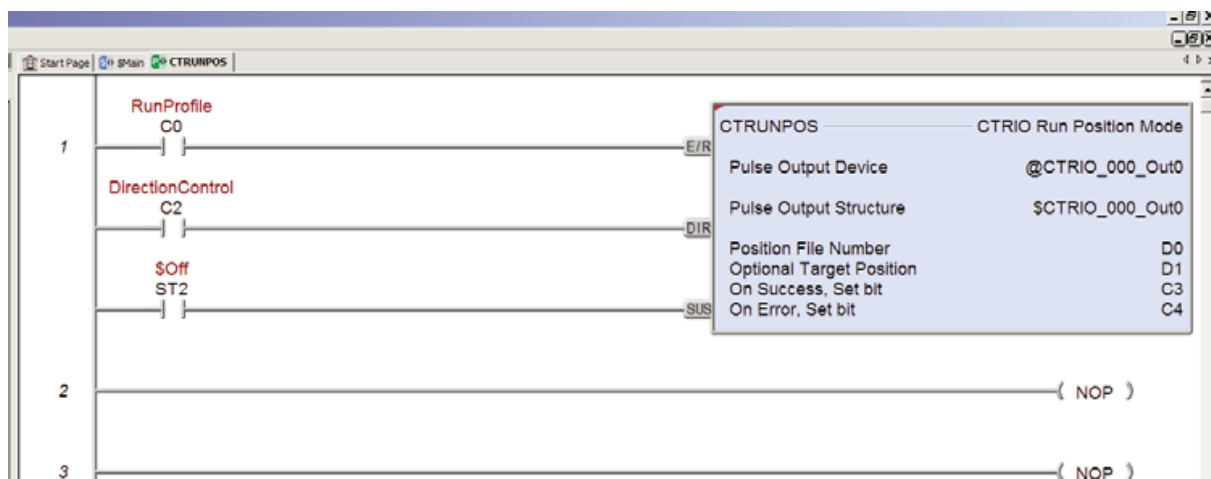 Start Page $Main CTRUNPOS
RunProfile
C0
1
E/R
CTRUNPOS CTRIO Run Position Mode
Pulse Output Device @CTRIO_000_Out0
DirectionControl
C2
DIR
Pulse Output Structure $CTRIO_000_Out0
Position File Number D0
Optional Target Position D1
$Off
ST2
SUS
On Success, Set bit C3
On Error, Set bit C4
2
( NOP )
3
( NOP )